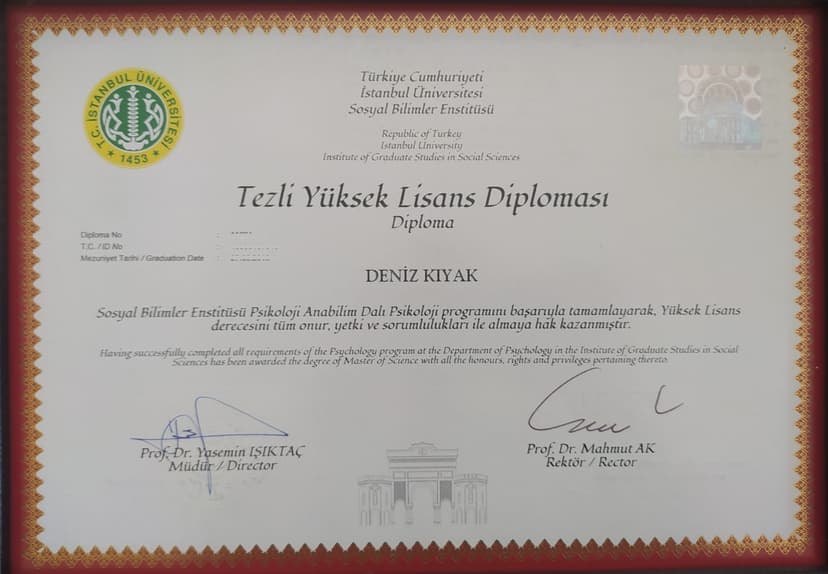 T.C. İSTANBUL ÜNİVERSİTESİ
1453
Türkiye Cumhuriyeti
İstanbul Üniversitesi
Sosyal Bilimler Enstitüsü
Republic of Turkey
Istanbul University
Institute of Graduate Studies in Social Sciences
Tezli Yüksek Lisans Diploması
Diploma
Diploma No :
T.C. / ID No :
Mezuniyet Tarihi / Graduation Date :
DENİZ KIYAK
Sosyal Bilimler Enstitüsü Psikoloji Anabilim Dalı Psikoloji programını başarıyla tamamlayarak, Yüksek Lisans
derecesini tüm onur, yetki ve sorumlulukları ile almaya hak kazanmıştır.
Having successfully completed all requirements of the Psychology program at the Department of Psychology in the Institute of Graduate Studies in Social
Sciences has been awarded the degree of Master of Science with all the honours, rights and privileges pertaining thereto.
Prof. Dr. Yasemin IŞIKTAÇ
Müdür / Director
Prof. Dr. Mahmut AK
Rektör / Rector